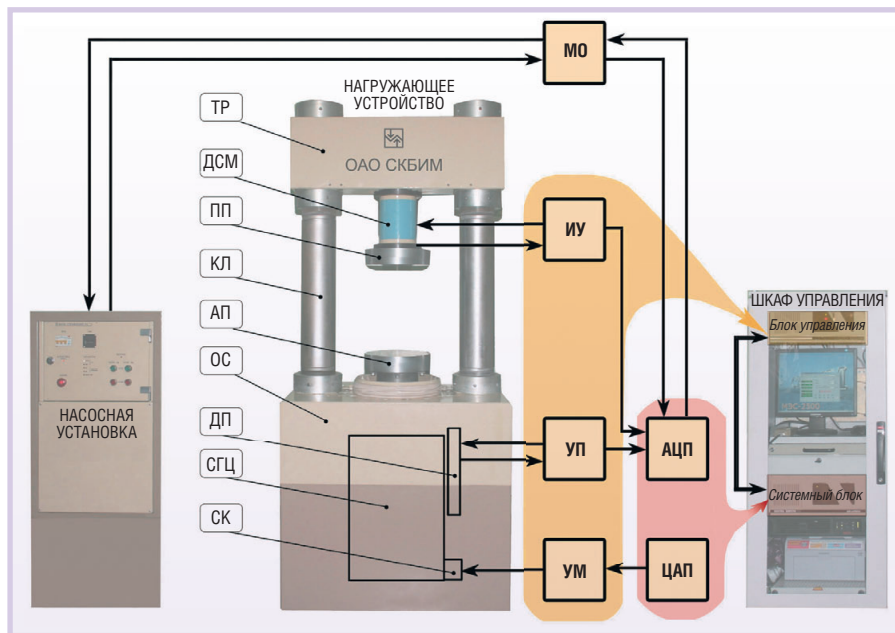 МО
НАГРУЖАЮЩЕЕ
УСТРОЙСТВО
ТР
ОАО СКБИМ
ДСМ
ПП
ИУ
КЛ
ШКАФ УПРАВЛЕНИЯ
Блок управления
АП
ОС
НАСОСНАЯ
УСТАНОВКА
ДП
УП
АЦП
СГЦ
Системный блок
СК
УМ
ЦАП